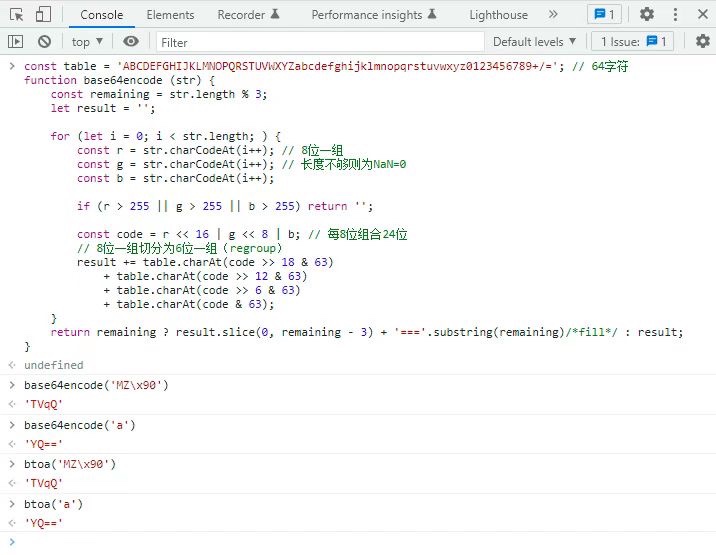 Console Elements Recorder Performance insights Lighthouse 1
top Filter Default levels 1 Issue: 1
const table = 'ABCDEFGHIJKLMNOPQRSTUVWXYZabcdefghijklmnopqrstuvwxyz0123456789+/='; // 64字符
function base64encode (str) {
    const remaining = str.length % 3;
    let result = '';

    for (let i = 0; i < str.length; ) {
        const r = str.charCodeAt(i++); // 8位一组
        const g = str.charCodeAt(i++); // 长度不够则为NaN=0
        const b = str.charCodeAt(i++);

        if (r > 255 || g > 255 || b > 255) return '';

        const code = r << 16 | g << 8 | b; // 每8位组合24位
        // 8位一组切分为6位一组（regroup）
        result += table.charAt(code >> 18 & 63)
            + table.charAt(code >> 12 & 63)
            + table.charAt(code >> 6 & 63)
            + table.charAt(code & 63);
    }
    return remaining ? result.slice(0, remaining - 3) + '==='.substring(remaining)/*fill*/ : result;
}
undefined
base64encode('MZ\x90')
'TVqQ'
base64encode('a')
'YQ=='
btoa('MZ\x90')
'TVqQ'
btoa('a')
'YQ=='